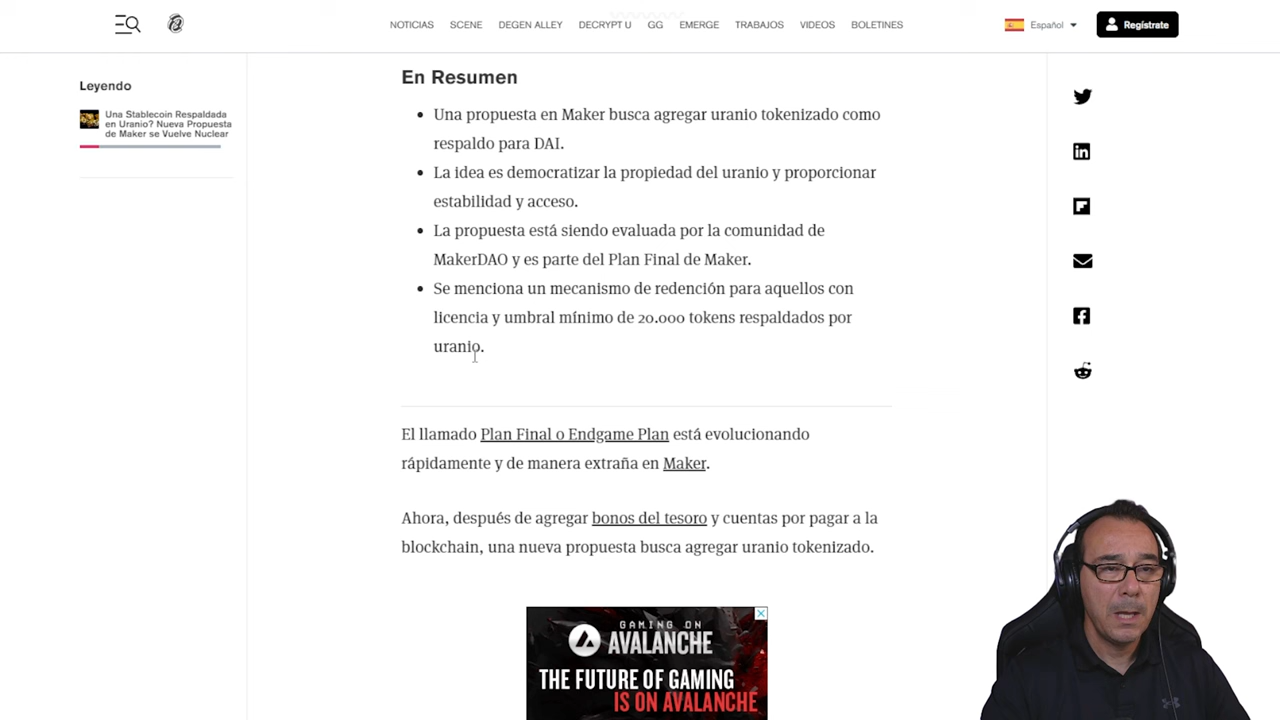 NOTICIAS SCENE DEGEN ALLEY DECRYPT U GG EMERGE TRABAJOS VIDEOS BOLETINES
Español
Regístrate
Leyendo
Una Stablecoin Respaldada
en Uranio? Nueva Propuesta
de Maker se Vuelve Nuclear
En Resumen
• Una propuesta en Maker busca agregar uranio tokenizado como
respaldo para DAI.
• La idea es democratizar la propiedad del uranio y proporcionar
estabilidad y acceso.
• La propuesta está siendo evaluada por la comunidad de
MakerDAO y es parte del Plan Final de Maker.
• Se menciona un mecanismo de redención para aquellos con
licencia y umbral mínimo de 20.000 tokens respaldados por
uranio.
El llamado Plan Final o Endgame Plan está evolucionando
rápidamente y de manera extraña en Maker.
Ahora, después de agregar bonos del tesoro y cuentas por pagar a la
blockchain, una nueva propuesta busca agregar uranio tokenizado.
GAMING ON
AVALANCHE
THE FUTURE OF GAMING
IS ON AVALANCHE